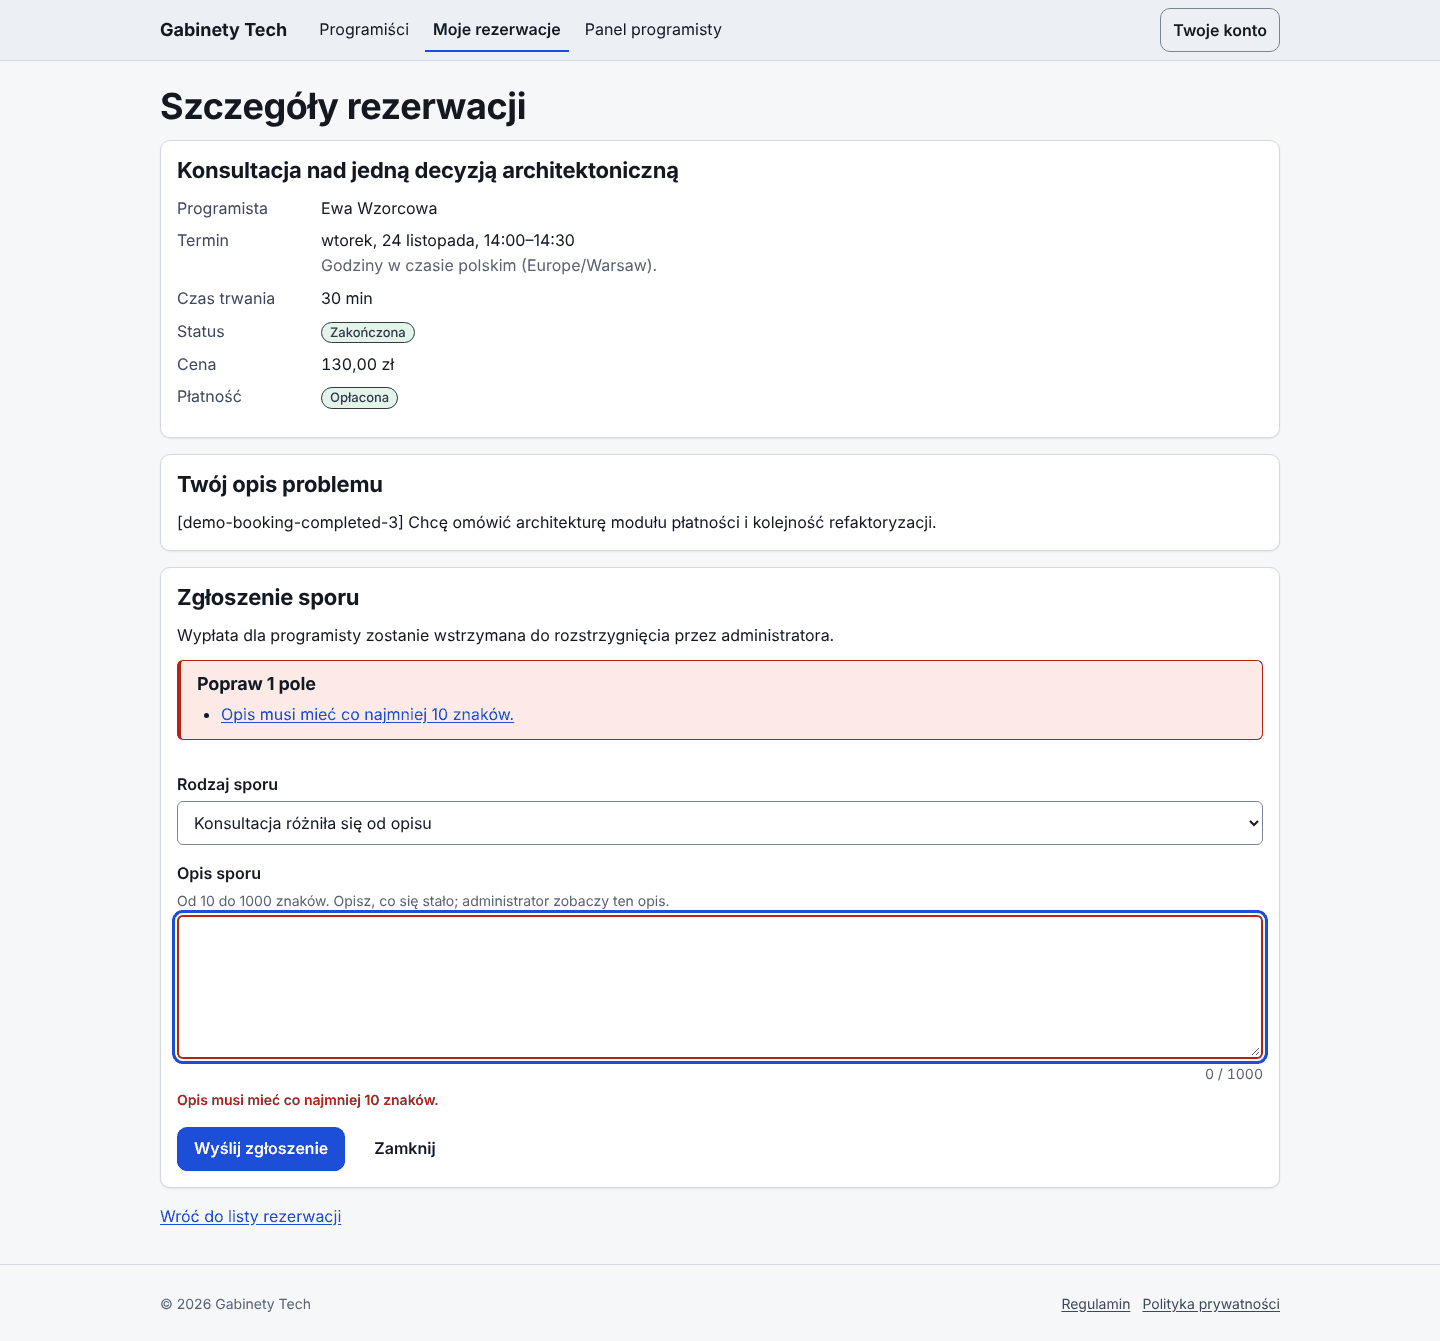 Gabinety Tech
Programiści
Moje rezerwacje
Panel programisty
Twoje konto
Szczegóły rezerwacji
Konsultacja nad jedną decyzją architektoniczną
Programista
Ewa Wzorcowa
Termin
wtorek, 24 listopada, 14:00–14:30
Godziny w czasie polskim (Europe/Warsaw).
Czas trwania
30 min
Status
Zakończona
Cena
130,00 zł
Płatność
Opłacona
Twój opis problemu
[demo-booking-completed-3] Chcę omówić architekturę modułu płatności i kolejność refaktoryzacji.
Zgłoszenie sporu
Wypłata dla programisty zostanie wstrzymana do rozstrzygnięcia przez administratora.
Popraw 1 pole
Opis musi mieć co najmniej 10 znaków.
Rodzaj sporu
Konsultacja różniła się od opisu
Opis sporu
Od 10 do 1000 znaków. Opisz, co się stało; administrator zobaczy ten opis.
0 / 1000
Opis musi mieć co najmniej 10 znaków.
Wyślij zgłoszenie
Zamknij
Wróć do listy rezerwacji
© 2026 Gabinety Tech
Regulamin
Polityka prywatności